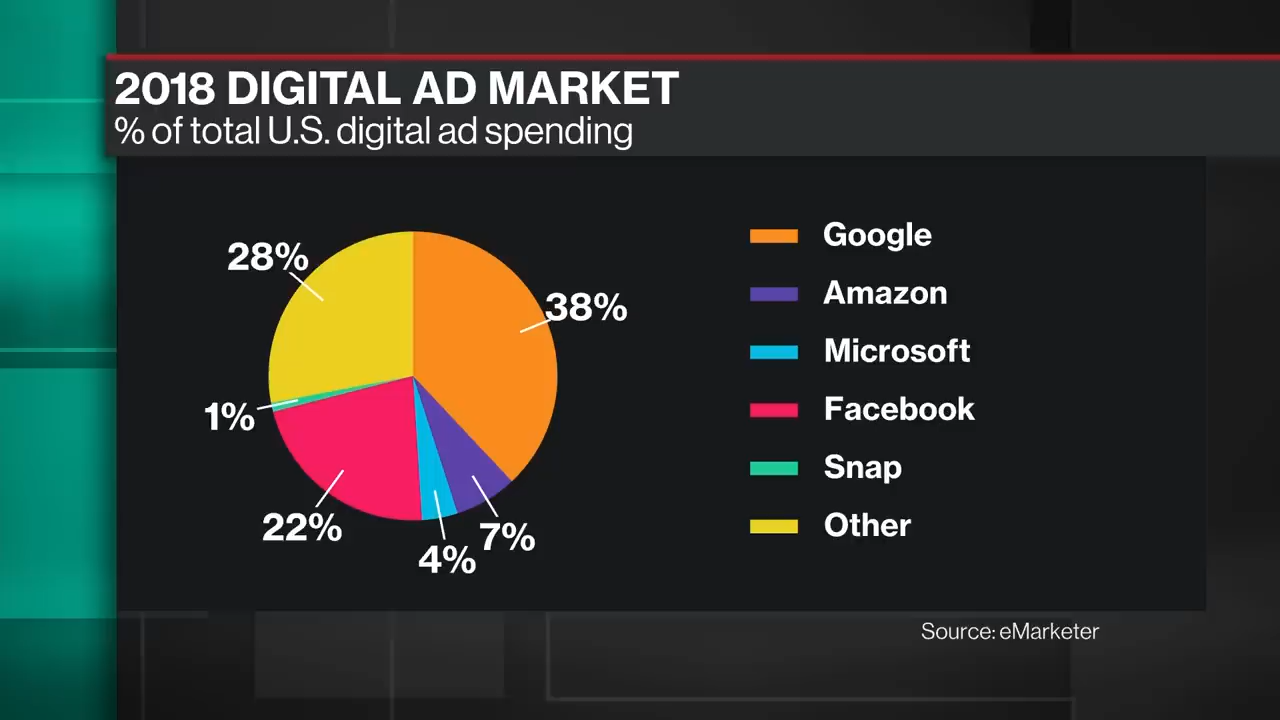 2018 DIGITAL AD MARKET
% of total U.S. digital ad spending
28%
38%
1%
22%
4%
7%
Google
Amazon
Microsoft
Facebook
Snap
Other
Source: eMarketer